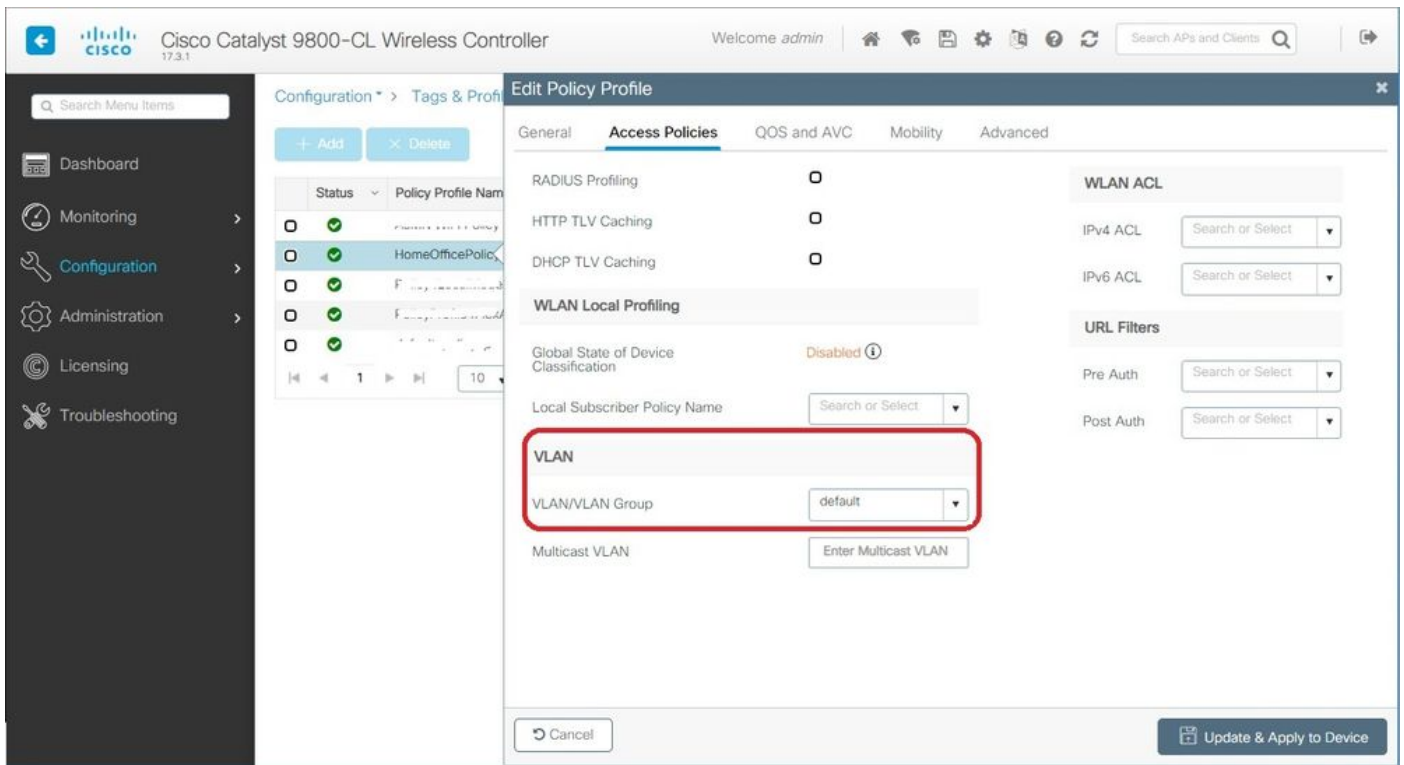 CISCO
Cisco Catalyst 9800-CL Wireless Controller
17.3.1
Welcome admin
Search APs and Clients
Search Menu Items
Dashboard
Monitoring
Configuration
Administration
Licensing
Troubleshooting
Configuration > Tags & Profi
+ Add
× Delete
Status
Policy Profile Nam
HomeOfficePolic
1
10
Edit Policy Profile
General
Access Policies
QOS and AVC
Mobility
Advanced
RADIUS Profiling
HTTP TLV Caching
DHCP TLV Caching
WLAN Local Profiling
Global State of Device
Classification
Disabled
Local Subscriber Policy Name
Search or Select
VLAN
VLAN/VLAN Group
default
Multicast VLAN
Enter Multicast VLAN
WLAN ACL
IPv4 ACL
Search or Select
IPv6 ACL
Search or Select
URL Filters
Pre Auth
Search or Select
Post Auth
Search or Select
Cancel
Update & Apply to Device